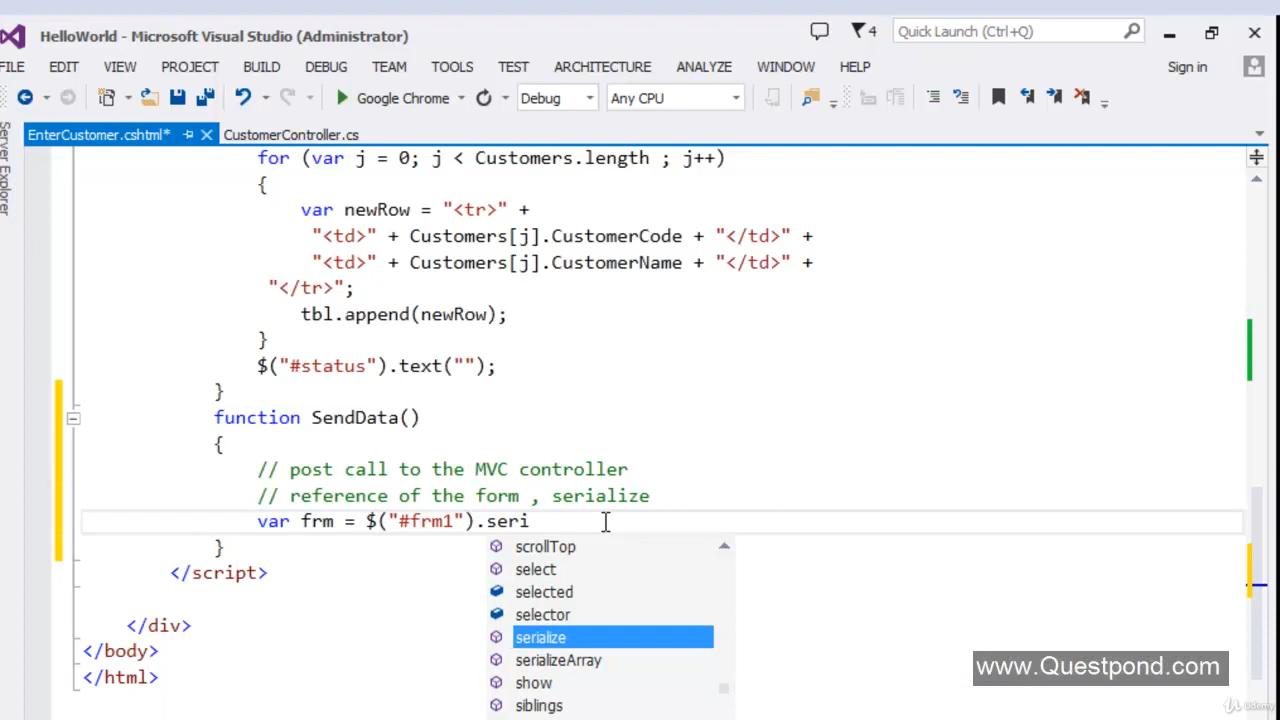 HelloWorld - Microsoft Visual Studio (Administrator)
4
Quick Launch (Ctrl+Q)
FILE EDIT VIEW PROJECT BUILD DEBUG TEAM TOOLS TEST ARCHITECTURE ANALYZE WINDOW HELP Sign in
Google Chrome Debug Any CPU
Server Explorer
EnterCustomer.cshtml* CustomerController.cs
for (var j = 0; j < Customers.length ; j++)
{
var newRow = "<tr>" +
"<td>" + Customers[j].CustomerCode + "</td>" +
"<td>" + Customers[j].CustomerName + "</td>" +
"</tr>";
tbl.append(newRow);
}
$("#status").text("");
}
function SendData()
{
// post call to the MVC controller
// reference of the form , serialize
var frm = $("#frm1").seri
}
</script>
</div>
</body>
</html>
scrollTop
select
selected
selector
serialize
serializeArray
show
siblings
www.Questpond.com
Udemy